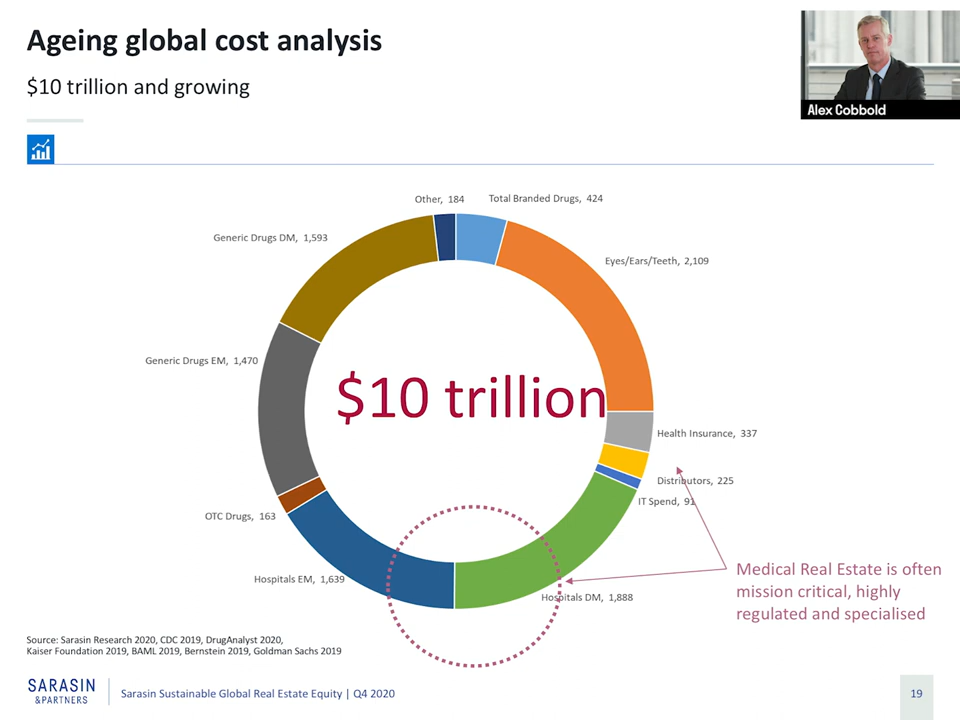 Ageing global cost analysis
$10 trillion and growing
Alex Cobbold
Other, 184
Total Branded Drugs, 424
Generic Drugs DM, 1,593
Eyes/Ears/Teeth, 2,109
Generic Drugs EM, 1,470
$10 trillion
Health Insurance, 337
Distributors, 225
IT Spend, 91
OTC Drugs, 163
Hospitals EM, 1,639
Hospitals DM, 1,888
Medical Real Estate is often
mission critical, highly
regulated and specialised
Source: Sarasin Research 2020, CDC 2019, DrugAnalyst 2020,
Kaiser Foundation 2019, BAML 2019, Bernstein 2019, Goldman Sachs 2019
SARASIN
&PARTNERS
Sarasin Sustainable Global Real Estate Equity | Q4 2020
19